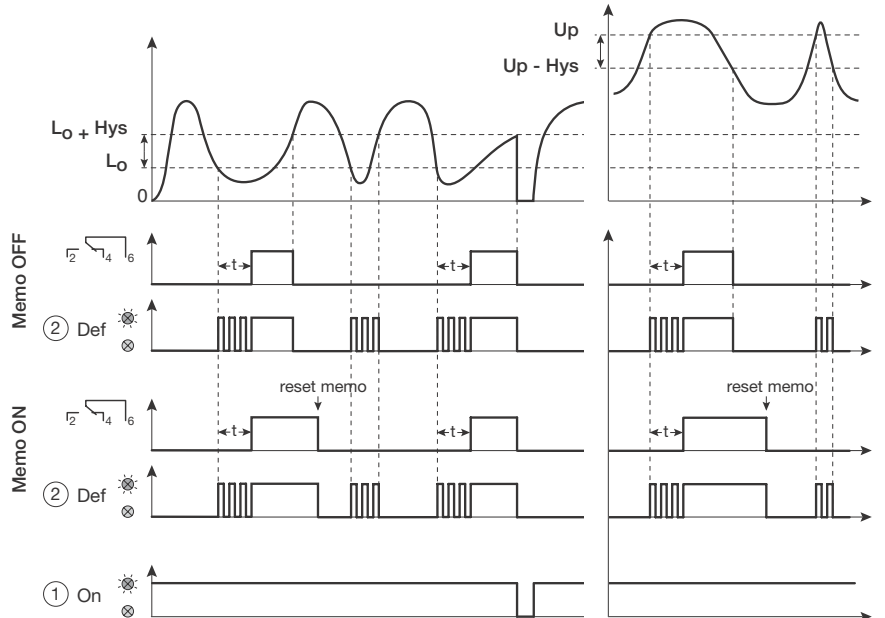 Up
Up - Hys
Lo + Hys
Lo
0
Memo OFF
2 4 6
t t t
② Def
Memo ON
reset memo reset memo
2 4 6
t t t
② Def
① On